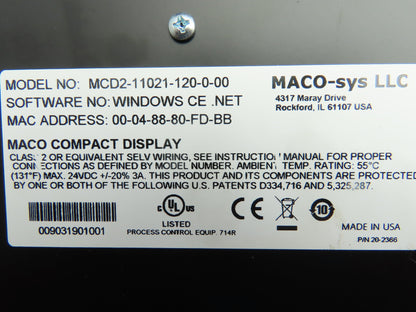 MODEL NO: MCD2-11021-120-0-00
SOFTWARE NO: WINDOWS CE .NET
MAC ADDRESS: 00-04-88-80-FD-BB
MACO-sys LLC
4317 Maray Drive
Rockford, IL 61107 USA
MACO COMPACT DISPLAY
CLASS 2 OR EQUIVALENT SELV WIRING, SEE INSTRUCTION MANUAL FOR PROPER
CONNECTIONS AS DEFINED BY MODEL NUMBER. AMBIENT TEMP. RATING: 55°C
(131°F) MAX. 24VDC +/-20% 3A. THIS PRODUCT AND ITS COMPONENTS ARE PROTECTED
BY ONE OR BOTH OF THE FOLLOWING U.S. PATENTS D334,716 AND 5,325,287.
009031901001
C UL US
LISTED
PROCESS CONTROL EQUIP. 714R
CE
10
MADE IN USA
P/N 20-2366